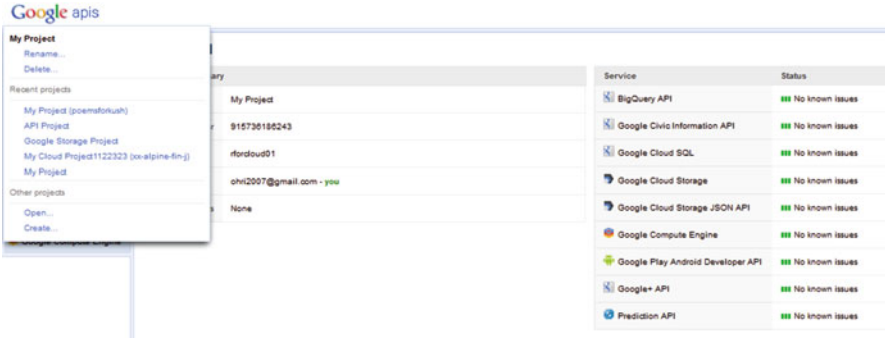 Google apis
My Project
Rename...
Delete...
Recent projects
My Project (poemsforkush)
API Project
Google Storage Project
My Cloud Project1122323 (xx-alpine-fin-j)
My Project
Other projects
Open...
Create...
Google Compute Engine
ary
My Project
915736186243
rforcloud01
ohri2007@gmail.com - you
None
Service Status
BigQuery API No known issues
Google Civic Information API No known issues
Google Cloud SQL No known issues
Google Cloud Storage No known issues
Google Cloud Storage JSON API No known issues
Google Compute Engine No known issues
Google Play Android Developer API No known issues
Google+ API No known issues
Prediction API No known issues